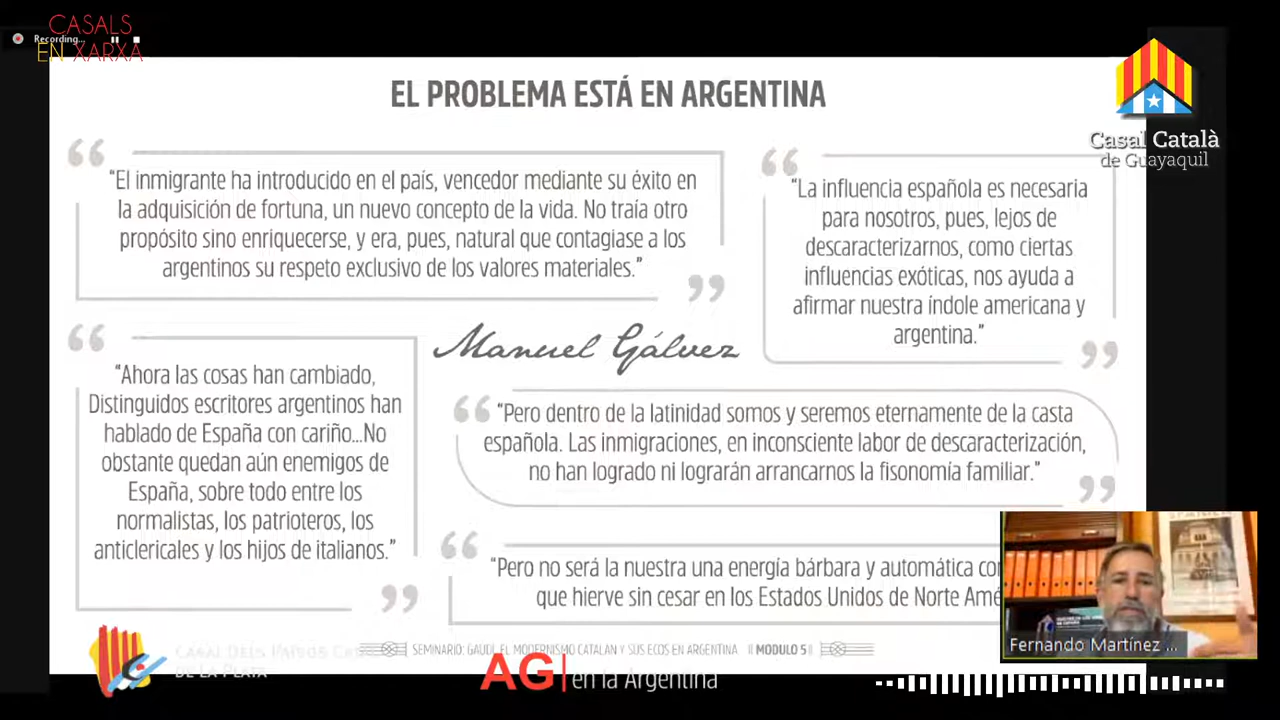 CASALS
EN XARXA
Recording...
EL PROBLEMA ESTÁ EN ARGENTINA
Casal Català
de Guayaquil
“El inmigrante ha introducido en el país, vencedor mediante su éxito en
la adquisición de fortuna, un nuevo concepto de la vida. No traía otro
propósito sino enriquecerse, y era, pues, natural que contagiase a los
argentinos su respeto exclusivo de los valores materiales.”
“La influencia española es necesaria
para nosotros, pues, lejos de
descaracterizarnos, como ciertas
influencias exóticas, nos ayuda a
afirmar nuestra índole americana y
argentina.”
Manuel Gálvez
“Ahora las cosas han cambiado,
Distinguidos escritores argentinos han
hablado de España con cariño...No
obstante quedan aún enemigos de
España, sobre todo entre los
normalistas, los patrioteros, los
anticlericales y los hijos de italianos.”
“Pero dentro de la latinidad somos y seremos eternamente de la casta
española. Las inmigraciones, en inconsciente labor de descaracterización,
no han logrado ni lograrán arrancarnos la fisonomía familiar.”
“Pero no será la nuestra una energía bárbara y automática
que hierve sin cesar en los Estados Unidos de Norte
Fernando Martínez ...
CASAL DELS PAÏSOS
DE LA PLATA
SEMINARIO: GAUDÍ, EL MODERNISMO CATALÁN Y SUS ECOS EN ARGENTINA || MÓDULO 5 ||
AG|
en la Argentina